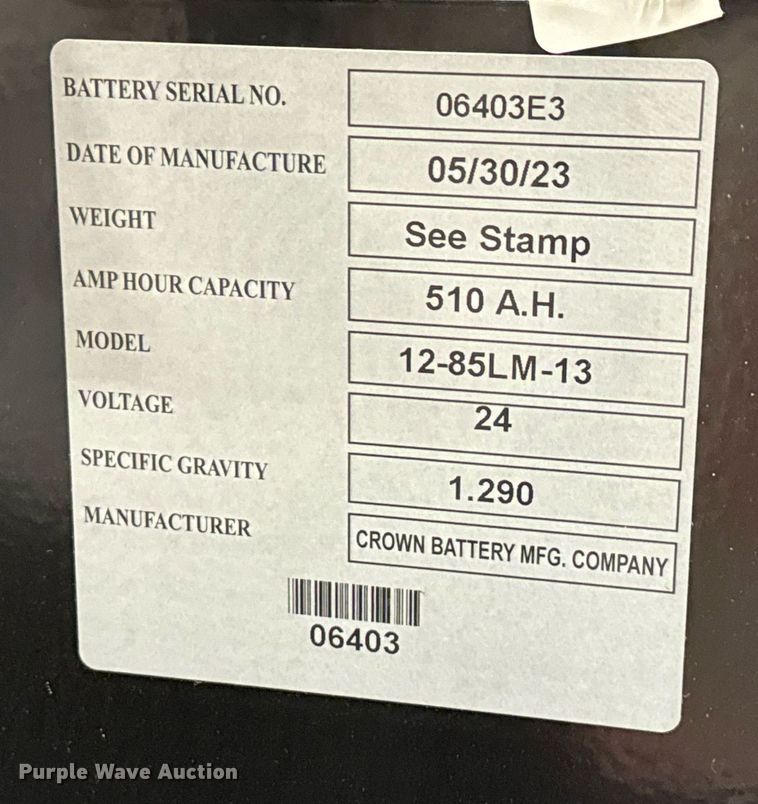 BATTERY SERIAL NO. 06403E3
DATE OF MANUFACTURE 05/30/23
WEIGHT See Stamp
AMP HOUR CAPACITY 510 A.H.
MODEL 12-85LM-13
VOLTAGE 24
SPECIFIC GRAVITY 1.290
MANUFACTURER CROWN BATTERY MFG. COMPANY
06403
Purple Wave Auction